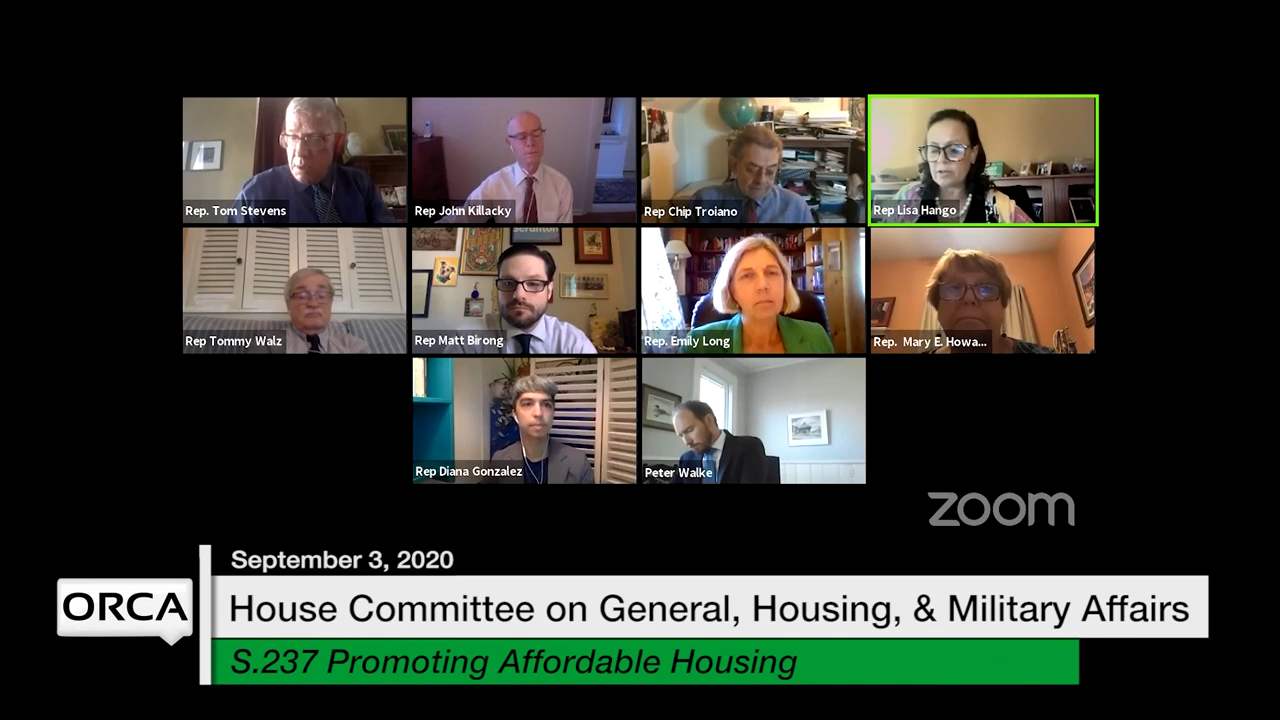 Rep. Tom Stevens
Rep John Killacky
Rep Chip Troiano
Rep Lisa Hango
Rep Tommy Walz
Rep Matt Birong
Rep. Emily Long
Rep. Mary E. Howa...
Rep Diana Gonzalez
Peter Walke
zoom
September 3, 2020
ORCA
House Committee on General, Housing, & Military Affairs
S.237 Promoting Affordable Housing